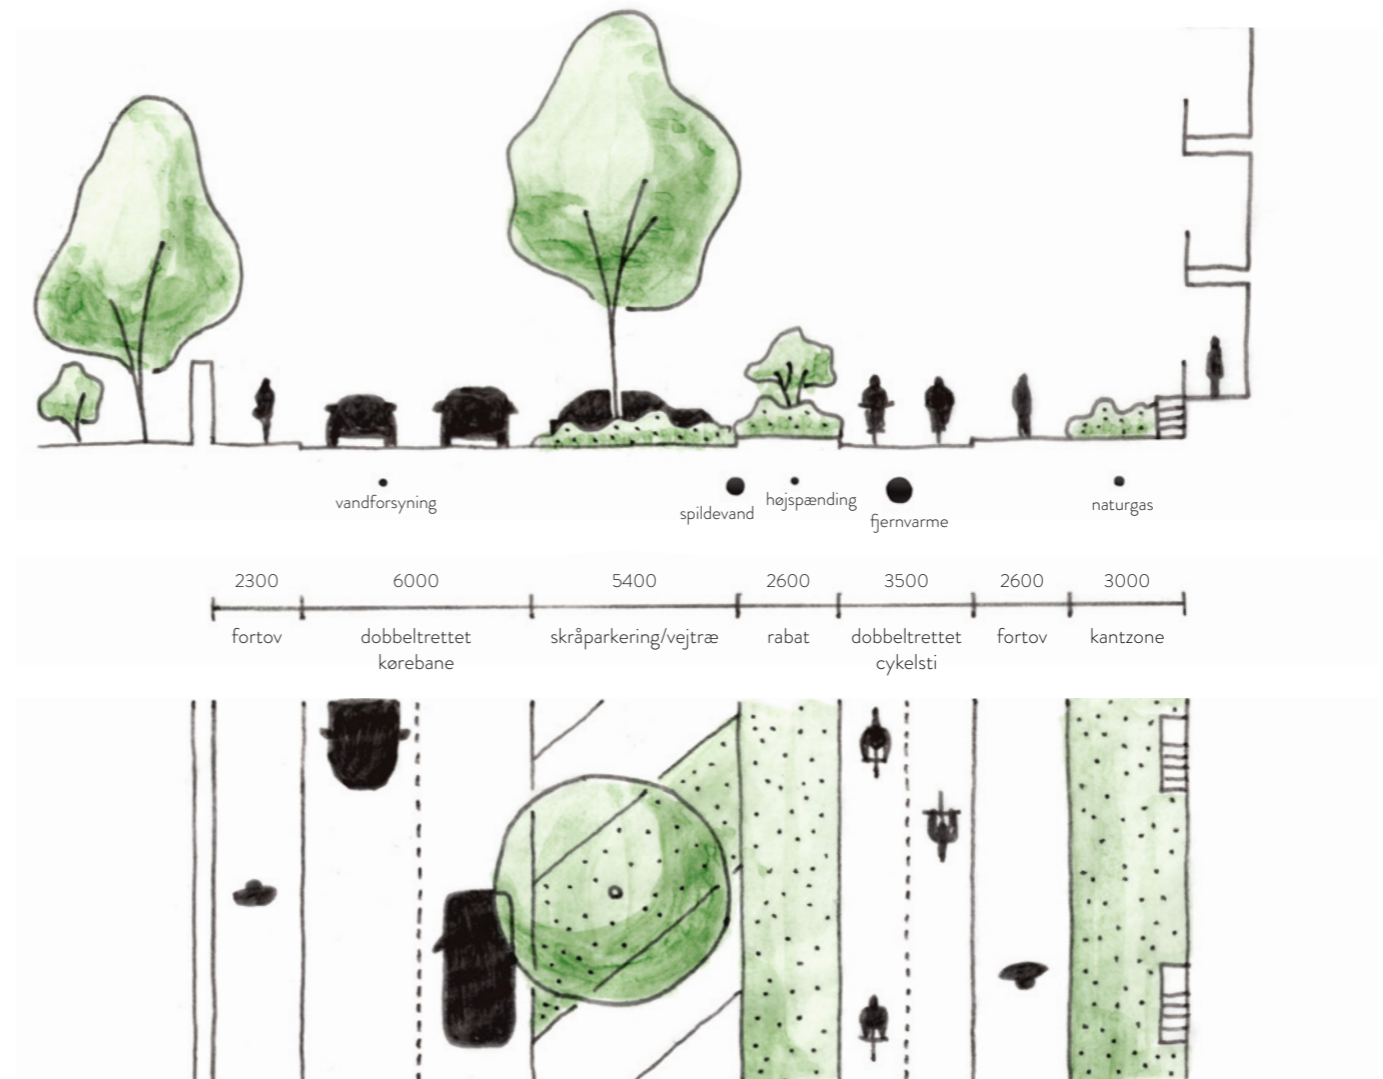 vandforsyning
spildevand
højspænding
fjernvarme
naturgas
2300 6000 5400 2600 3500 2600 3000
fortov dobbeltrettet skråparkering/vejtræ rabat dobbeltrettet fortov kantzone
kørebane cykelsti